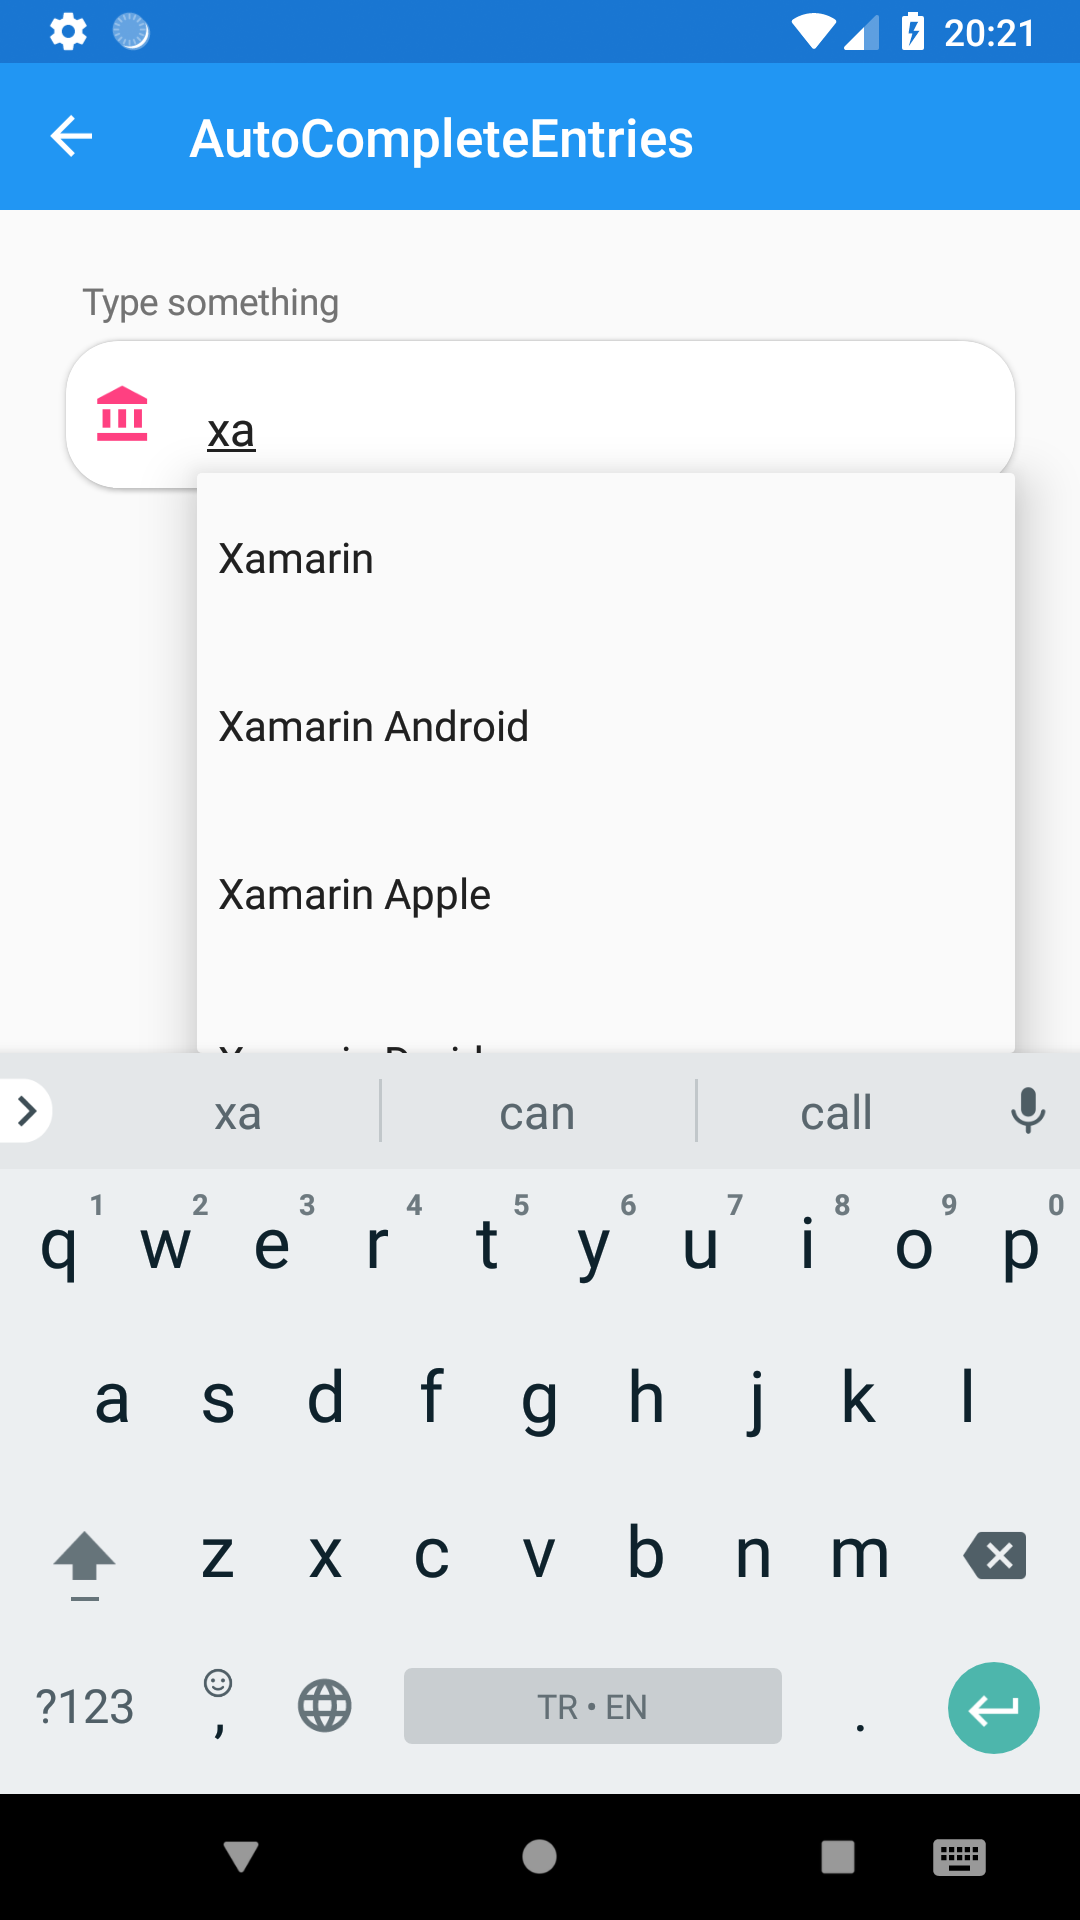 20:21
AutoCompleteEntries
Type something
xa
Xamarin
Xamarin Android
Xamarin Apple
xa can call
1 2 3 4 5 6 7 8 9 0
q w e r t y u i o p
a s d f g h j k l
z x c v b n m
?123 , TR • EN .